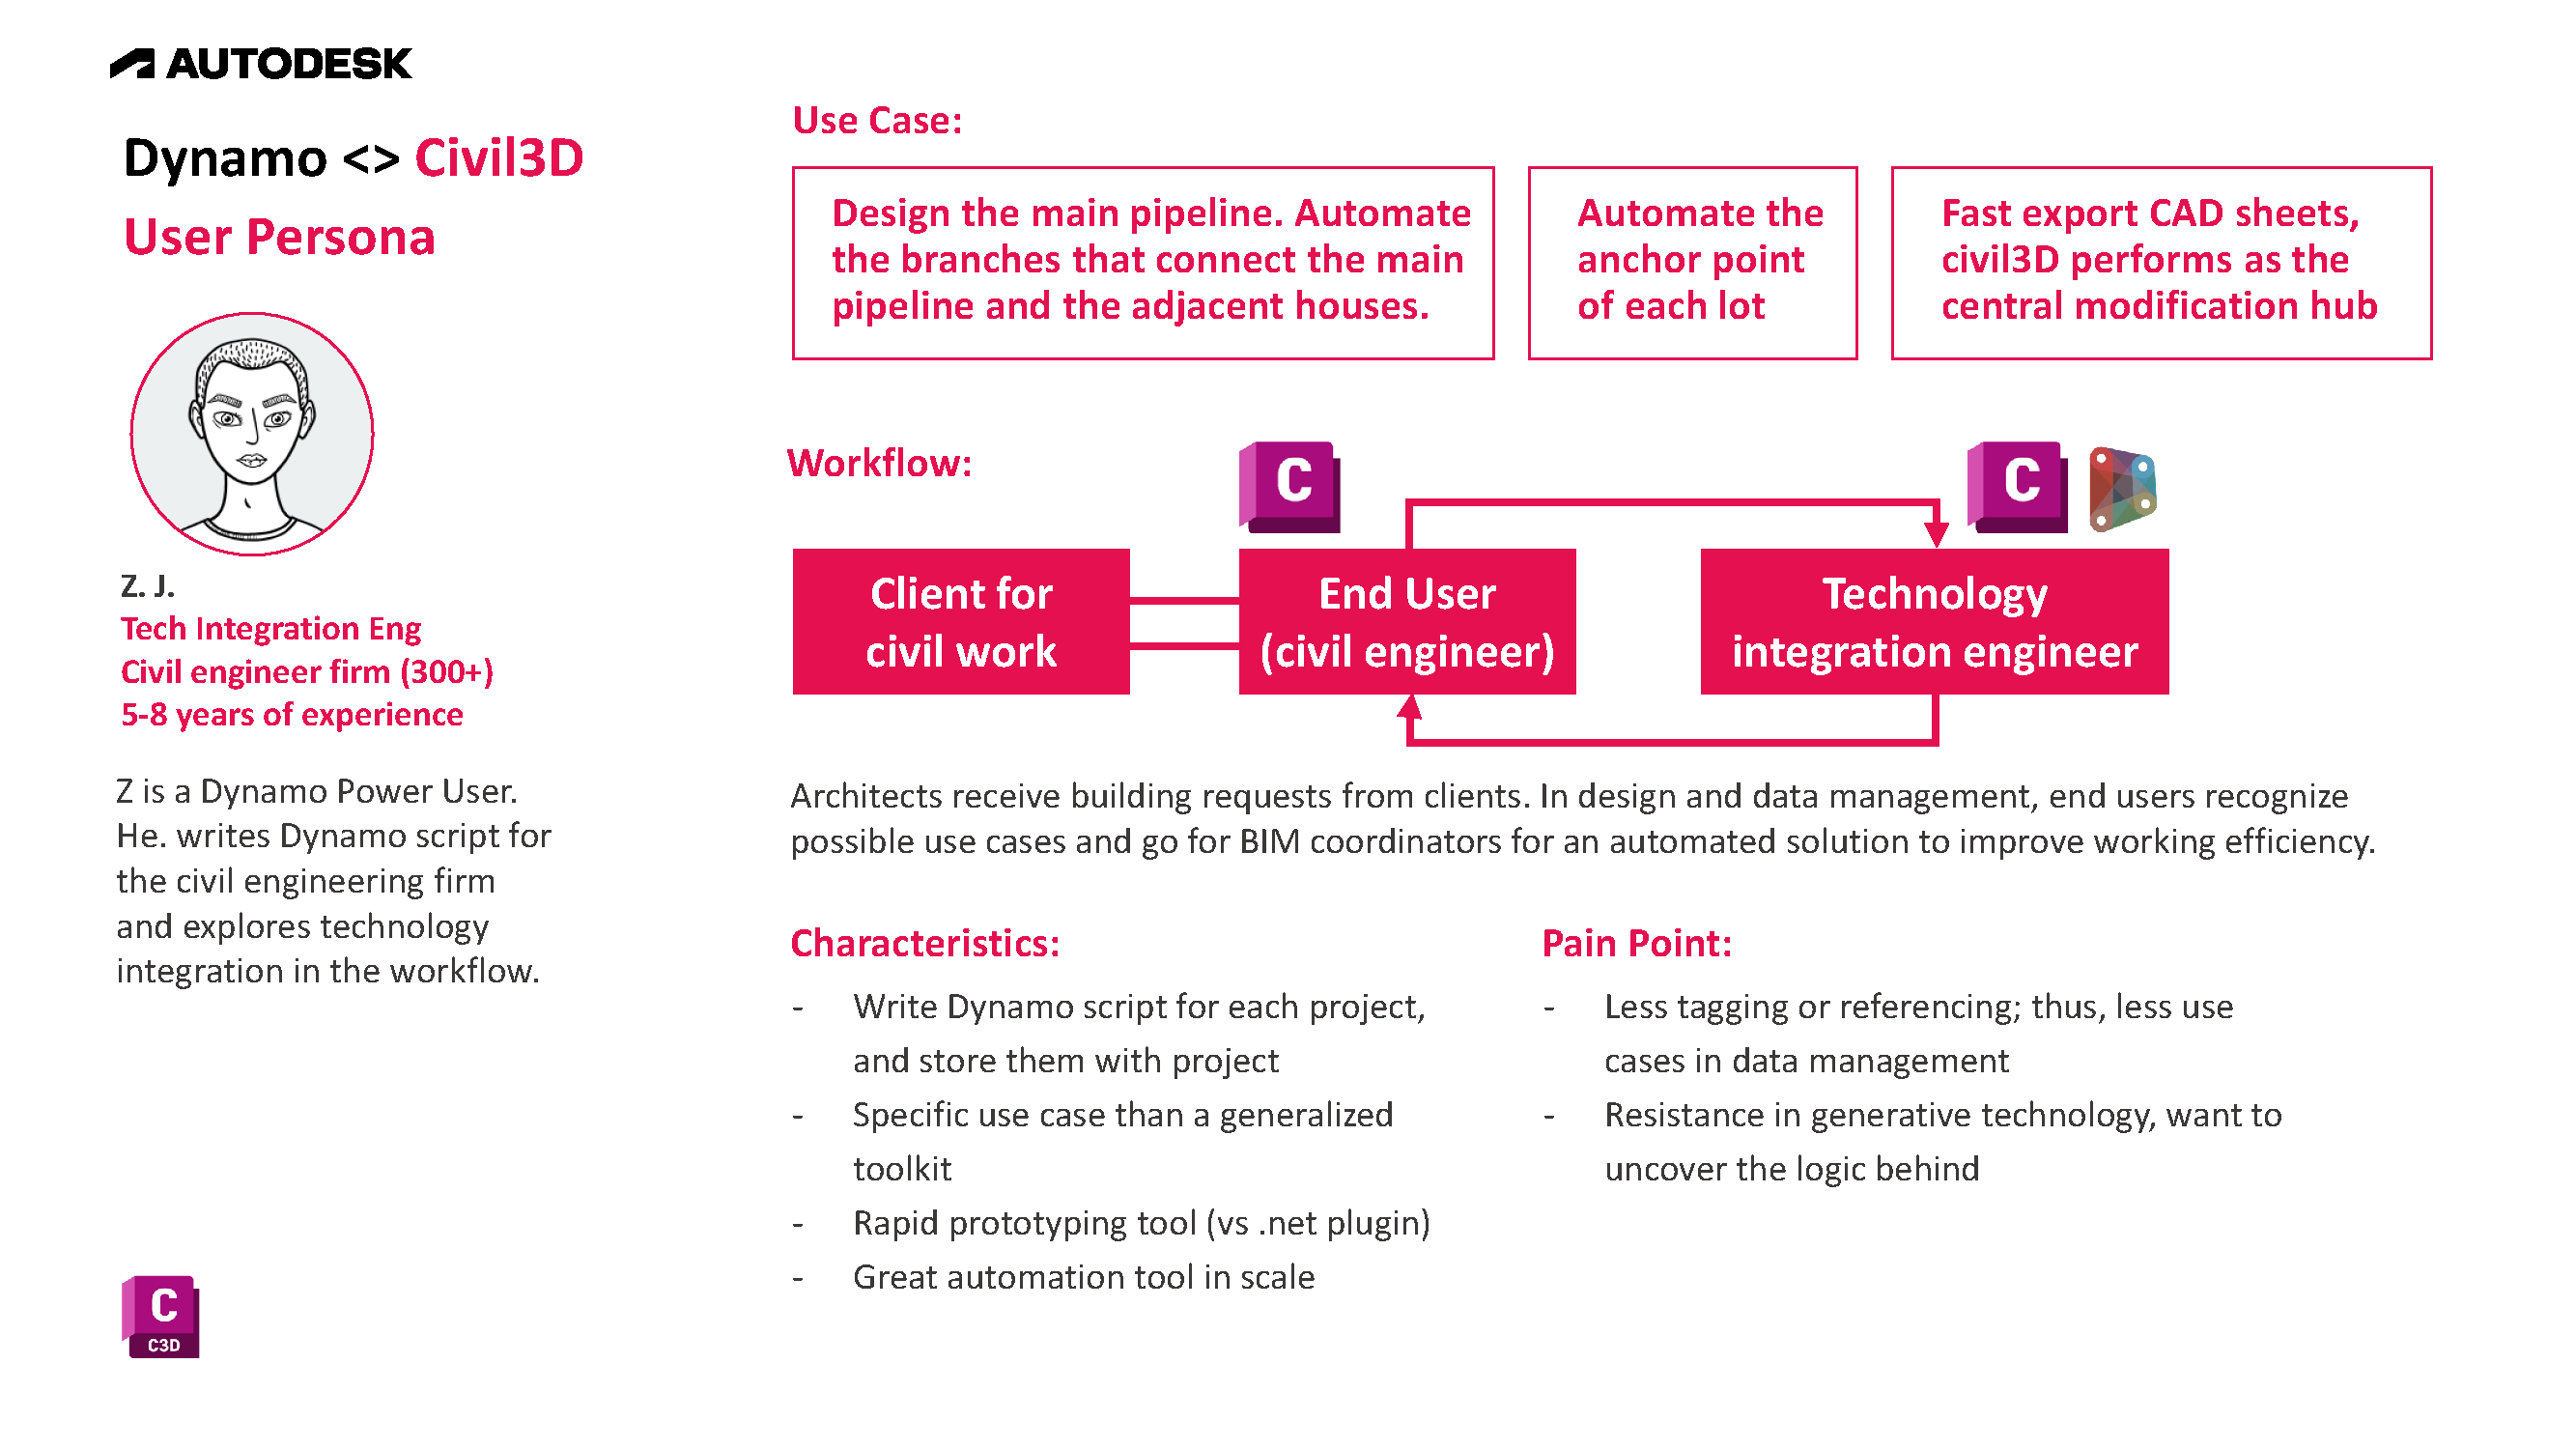 AUTODESK
Dynamo <> Civil3D
User Persona
Z. J.
Tech Integration Eng
Civil engineer firm (300+)
5-8 years of experience
Z is a Dynamo Power User.
He. writes Dynamo script for
the civil engineering firm
and explores technology
integration in the workflow.
C
C3D
Use Case:
Design the main pipeline. Automate
the branches that connect the main
pipeline and the adjacent houses.
Automate the
anchor point
of each lot
Fast export CAD sheets,
civil3D performs as the
central modification hub
Workflow:
C
C
Client for
civil work
End User
(civil engineer)
Technology
integration engineer
Architects receive building requests from clients. In design and data management, end users recognize
possible use cases and go for BIM coordinators for an automated solution to improve working efficiency.
Characteristics:
- Write Dynamo script for each project,
and store them with project
- Specific use case than a generalized
toolkit
- Rapid prototyping tool (vs .net plugin)
- Great automation tool in scale
Pain Point:
- Less tagging or referencing; thus, less use
cases in data management
- Resistance in generative technology, want to
uncover the logic behind